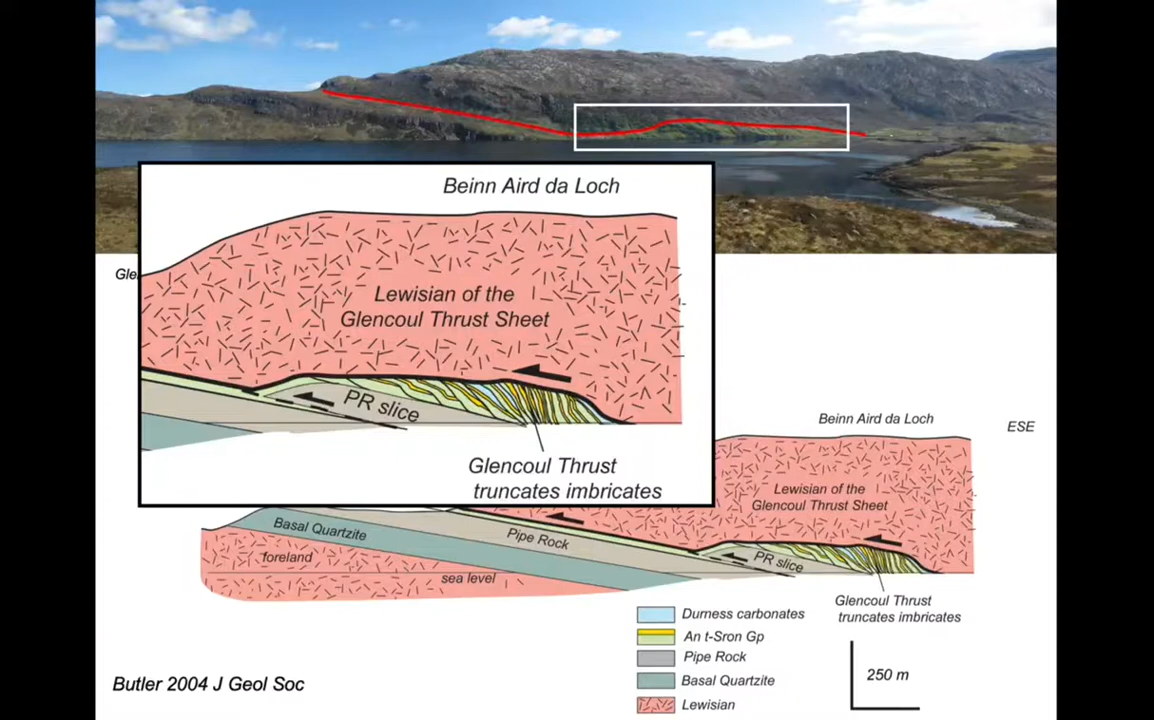 Beinn Aird da Loch
Gle
Lewisian of the
Glencoul Thrust Sheet
PR slice
Glencoul Thrust
truncates imbricates
Beinn Aird da Loch
ESE
Lewisian of the
Glencoul Thrust Sheet
Basal Quartzite
Pipe Rock
foreland
sea level
PR slice
Glencoul Thrust
truncates imbricates
Durness carbonates
An t-Sron Gp
Pipe Rock
Basal Quartzite
Lewisian
250 m
Butler 2004 J Geol Soc